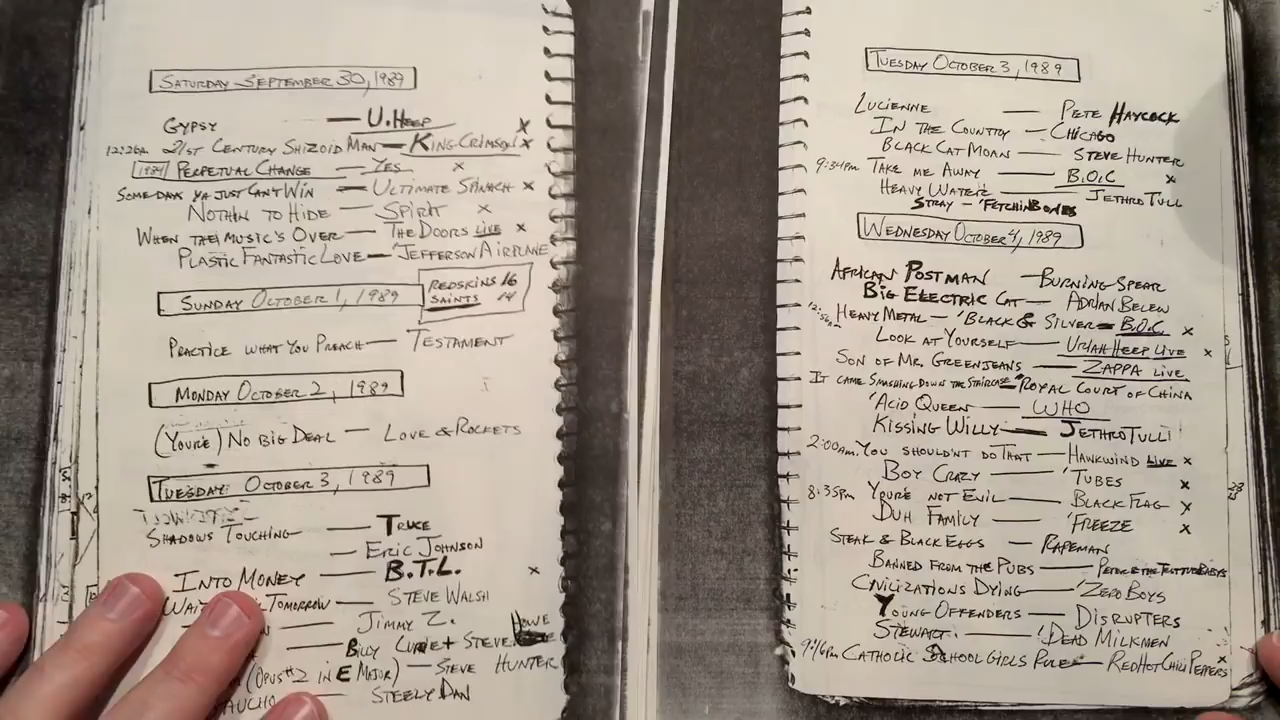 SATURDAY SEPTEMBER 30, 1989
GYPSY — U. HEEP x
12:26am 21ST CENTURY SHIZOID MAN — KING CRIMSON x
1984 PERPETUAL CHANGE — YES x
SOMEDAY YA JUST CANT WIN — ULTIMATE SPINACH x
NOTHIN TO HIDE — SPIRIT x
WHEN THE MUSIC'S OVER — THE DOORS LIVE x
PLASTIC FANTASTIC LOVE — 'JEFFERSON AIRPLANE
SUNDAY OCTOBER 1, 1989
REDSKINS 16
SAINTS 14
PRACTICE WHAT YOU PREACH — TESTAMENT
MONDAY OCTOBER 2, 1989
(YOU'RE) NO BIG DEAL — LOVE & ROCKETS
TUESDAY OCTOBER 3, 1989
SHADOWS TOUCHING — TRUCE
— ERIC JOHNSON
INTO MONEY — B.T.L. x
TOMORROW — STEVE WALSH
— JIMMY Z.
— BILLY CURRIE + STEVE HOWE
(OPUS #2 IN E MAJOR) — STEVE HUNTER
GAUCHO STEELY DAN
TUESDAY OCTOBER 3, 1989
LUCIENNE — PETE HAYCOCK
IN THE COUNTRY — CHICAGO
BLACK CAT MOAN — STEVE HUNTER
9:34pm TAKE ME AWAY — B.O.C x
HEAVY WATER — JETHRO TULL
STRAY — 'FETCHIN BONES
WEDNESDAY OCTOBER 4, 1989
AFRICAN POSTMAN — BURNING SPEAR
BIG ELECTRIC CAT — ADRIAN BELEW
HEAVY METAL — 'BLACK & SILVER — B.O.C. x
LOOK AT YOURSELF — URIAH HEEP LIVE x
SON OF MR. GREENJEANS — ZAPPA LIVE
IT CAME SMASHING DOWN THE STAIRCASE — ROYAL COURT OF CHINA
'ACID QUEEN — WHO
KISSING WILLY — JETHRO TULL
2:00am YOU SHOULDN'T DO THAT — HAWKWIND LIVE x
BOY CRAZY — 'TUBES x
8:35pm YOU'RE NOT EVIL — BLACK FLAG x
DUH FAMILY — 'FREEZE x
STEAK & BLACK EGGS — RAPEMAN
BANNED FROM THE PUBS — PETER & THE TEST TUBE BABYS
CIVILIZATIONS DYING — 'ZERO BOYS
YOUNG OFFENDERS — DISRUPTERS
STEWART — 'DEAD MILKMEN
9:16pm CATHOLIC SCHOOL GIRLS RULE — RED HOT CHILI PEPPERS x